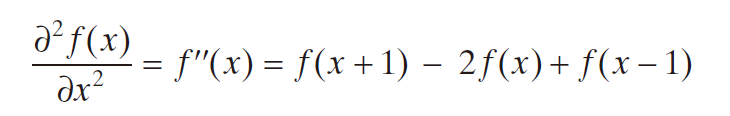 ∂²f(x)/∂x² = f″(x) = f(x + 1) − 2f(x) + f(x − 1)